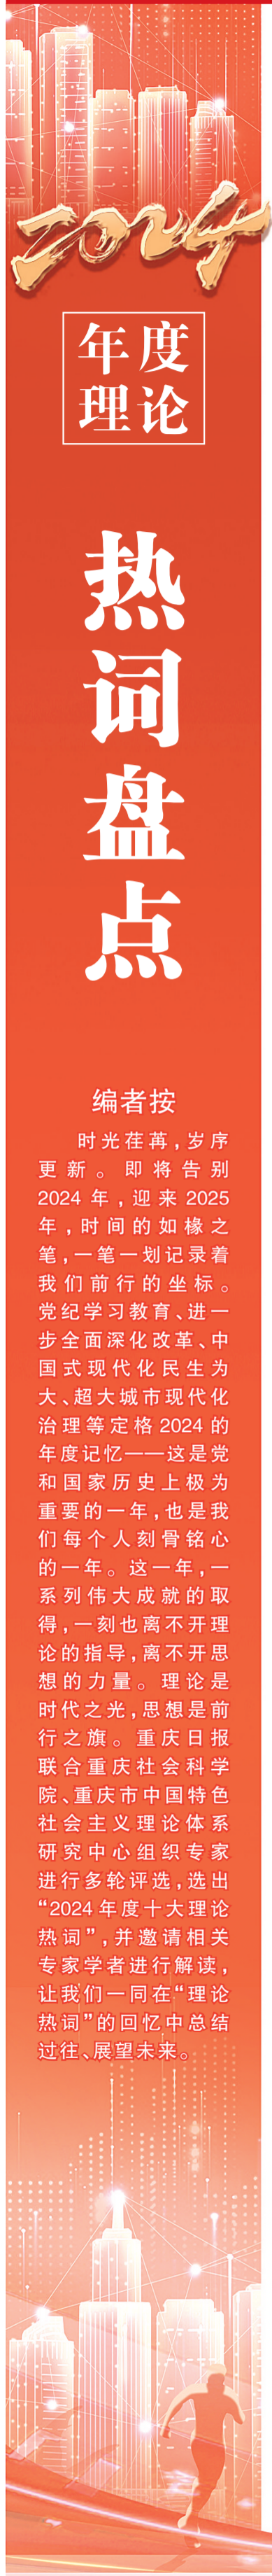 2024
年度
理论
热词盘点
编者按
时光荏苒，岁序
更新。即将告别
2024年，迎来2025
年，时间的如椽之
笔，一笔一划记录着
我们前行的坐标。
党纪学习教育、进一
步全面深化改革、中
国式现代化民生为
大、超大城市现代化
治理等定格2024的
年度记忆——这是党
和国家历史上极为
重要的一年，也是我
们每个人刻骨铭心
的一年。这一年，一
系列伟大成就的取
得，一刻也离不开理
论的指导，离不开思
想的力量。理论是
时代之光，思想是前
行之旗。重庆日报
联合重庆社会科学
院、重庆市中国特色
社会主义理论体系
研究中心组织专家
进行多轮评选，选出
“2024年度十大理论
热词”，并邀请相关
专家学者进行解读，
让我们一同在“理论
热词”的回忆中总结
过往、展望未来。